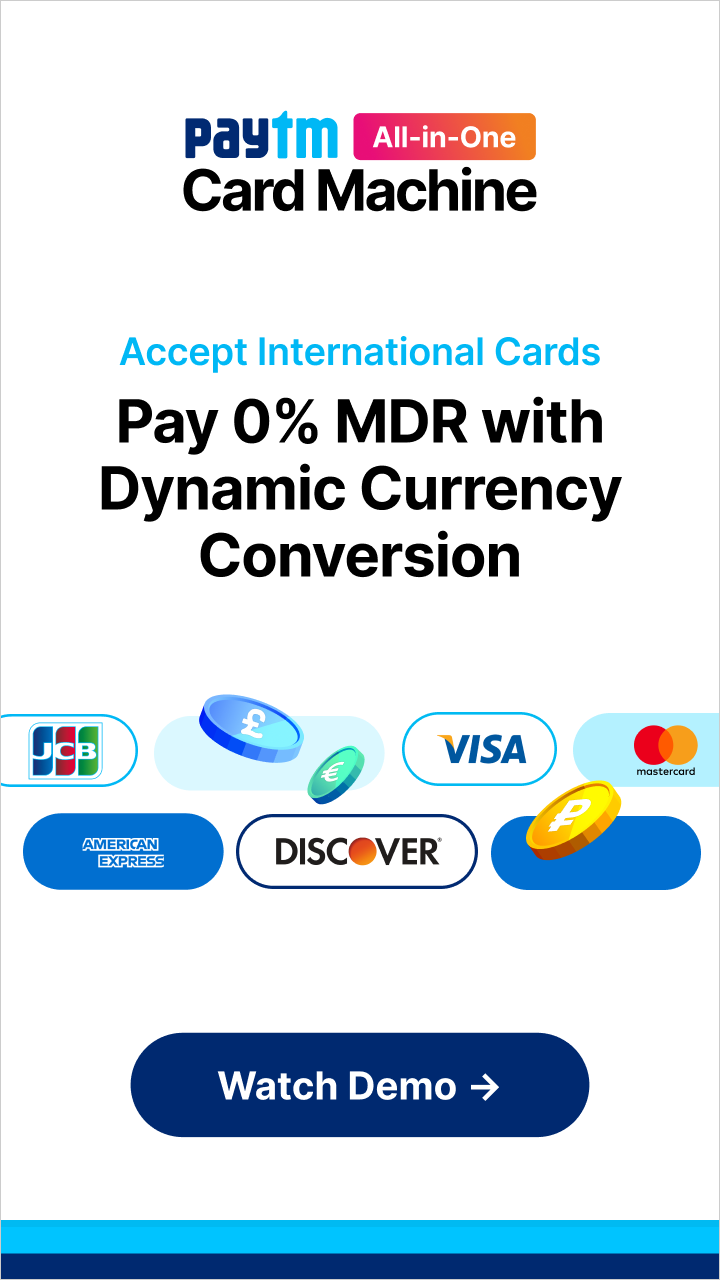 paytm All-in-One
Card Machine
Accept International Cards
Pay 0% MDR with
Dynamic Currency
Conversion
JCB £ € VISA mastercard
AMERICAN
EXPRESS
DISCOVER® ₽
Watch Demo →